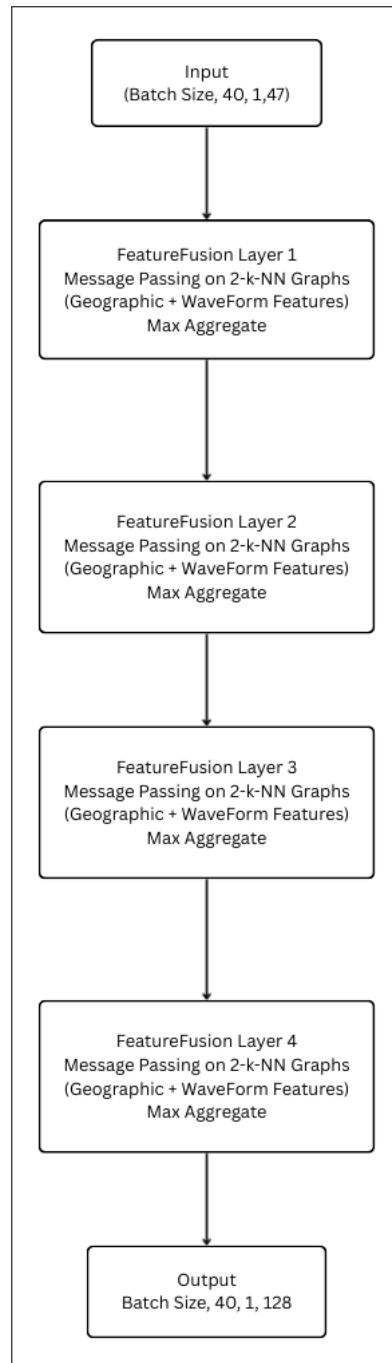 Input
(Batch Size, 40, 1,47)
FeatureFusion Layer 1
Message Passing on 2-k-NN Graphs
(Geographic + WaveForm Features)
Max Aggregate
FeatureFusion Layer 2
Message Passing on 2-k-NN Graphs
(Geographic + WaveForm Features)
Max Aggregate
FeatureFusion Layer 3
Message Passing on 2-k-NN Graphs
(Geographic + WaveForm Features)
Max Aggregate
FeatureFusion Layer 4
Message Passing on 2-k-NN Graphs
(Geographic + WaveForm Features)
Max Aggregate
Output
Batch Size, 40, 1, 128